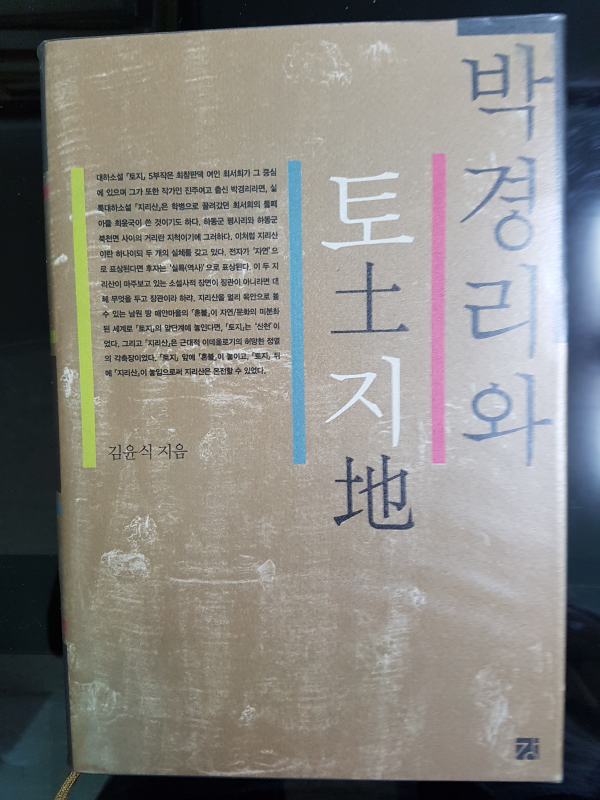 박경리와
토土지地
대하소설 「토지」, 5부작은 최참판댁 여인 최서희가 그 중심
에 있으며 그가 또한 작가인 진주여고 출신 박경리라면, 실
록대하소설 「지리산」은 학병으로 끌려갔던 최서희의 둘째
아들 최윤국이 쓴 것이기도 하다. 하동군 평사리와 하동군
북천면 사이의 거리란 지척이기에 그러하다. 이처럼 지리산
이란 하나이되 두 개의 실체를 갖고 있다. 전자가 '자연'으
로 표상된다면 후자는 '실록(역사)'으로 표상된다. 이 두 지
리산이 마주보고 있는 소설사적 장면이 장관이 아니라면 대
체 무엇을 두고 장관이라 하랴. 지리산을 멀리 육안으로 볼
수 있는 남원 땅 매안마을의 「혼불」이 자연/문화의 미분화
된 세계로 「토지」의 앞단계에 놓인다면, 「토지」는 '신현'이
었다. 그리고 「지리산」은 근대적 이데올로기의 허망한 정열
의 각축장이었다. 「토지」 앞에 「혼불」이 놓이고, 「토지」 뒤
에 「지리산」이 놓임으로써 지리산은 온전할 수 있었다.
김윤식 지음
강